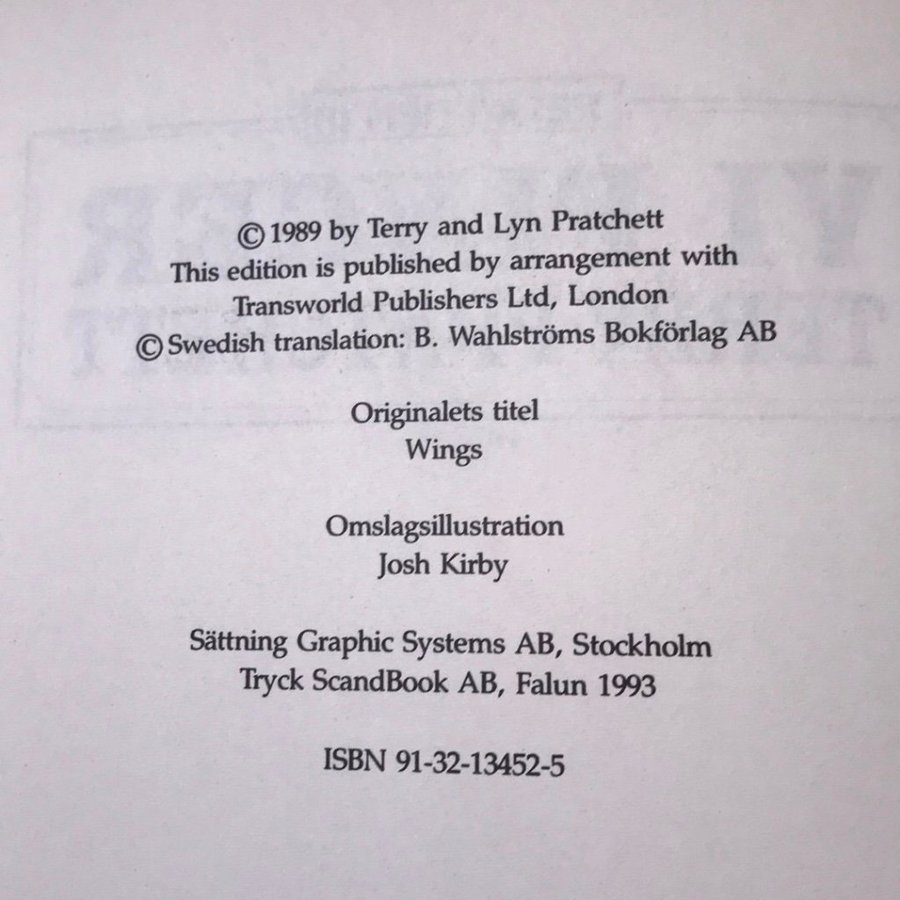 © 1989 by Terry and Lyn Pratchett
This edition is published by arrangement with
Transworld Publishers Ltd, London
© Swedish translation: B. Wahlströms Bokförlag AB
Originalets titel
Wings
Omslagsillustration
Josh Kirby
Sättning Graphic Systems AB, Stockholm
Tryck ScandBook AB, Falun 1993
ISBN 91-32-13452-5